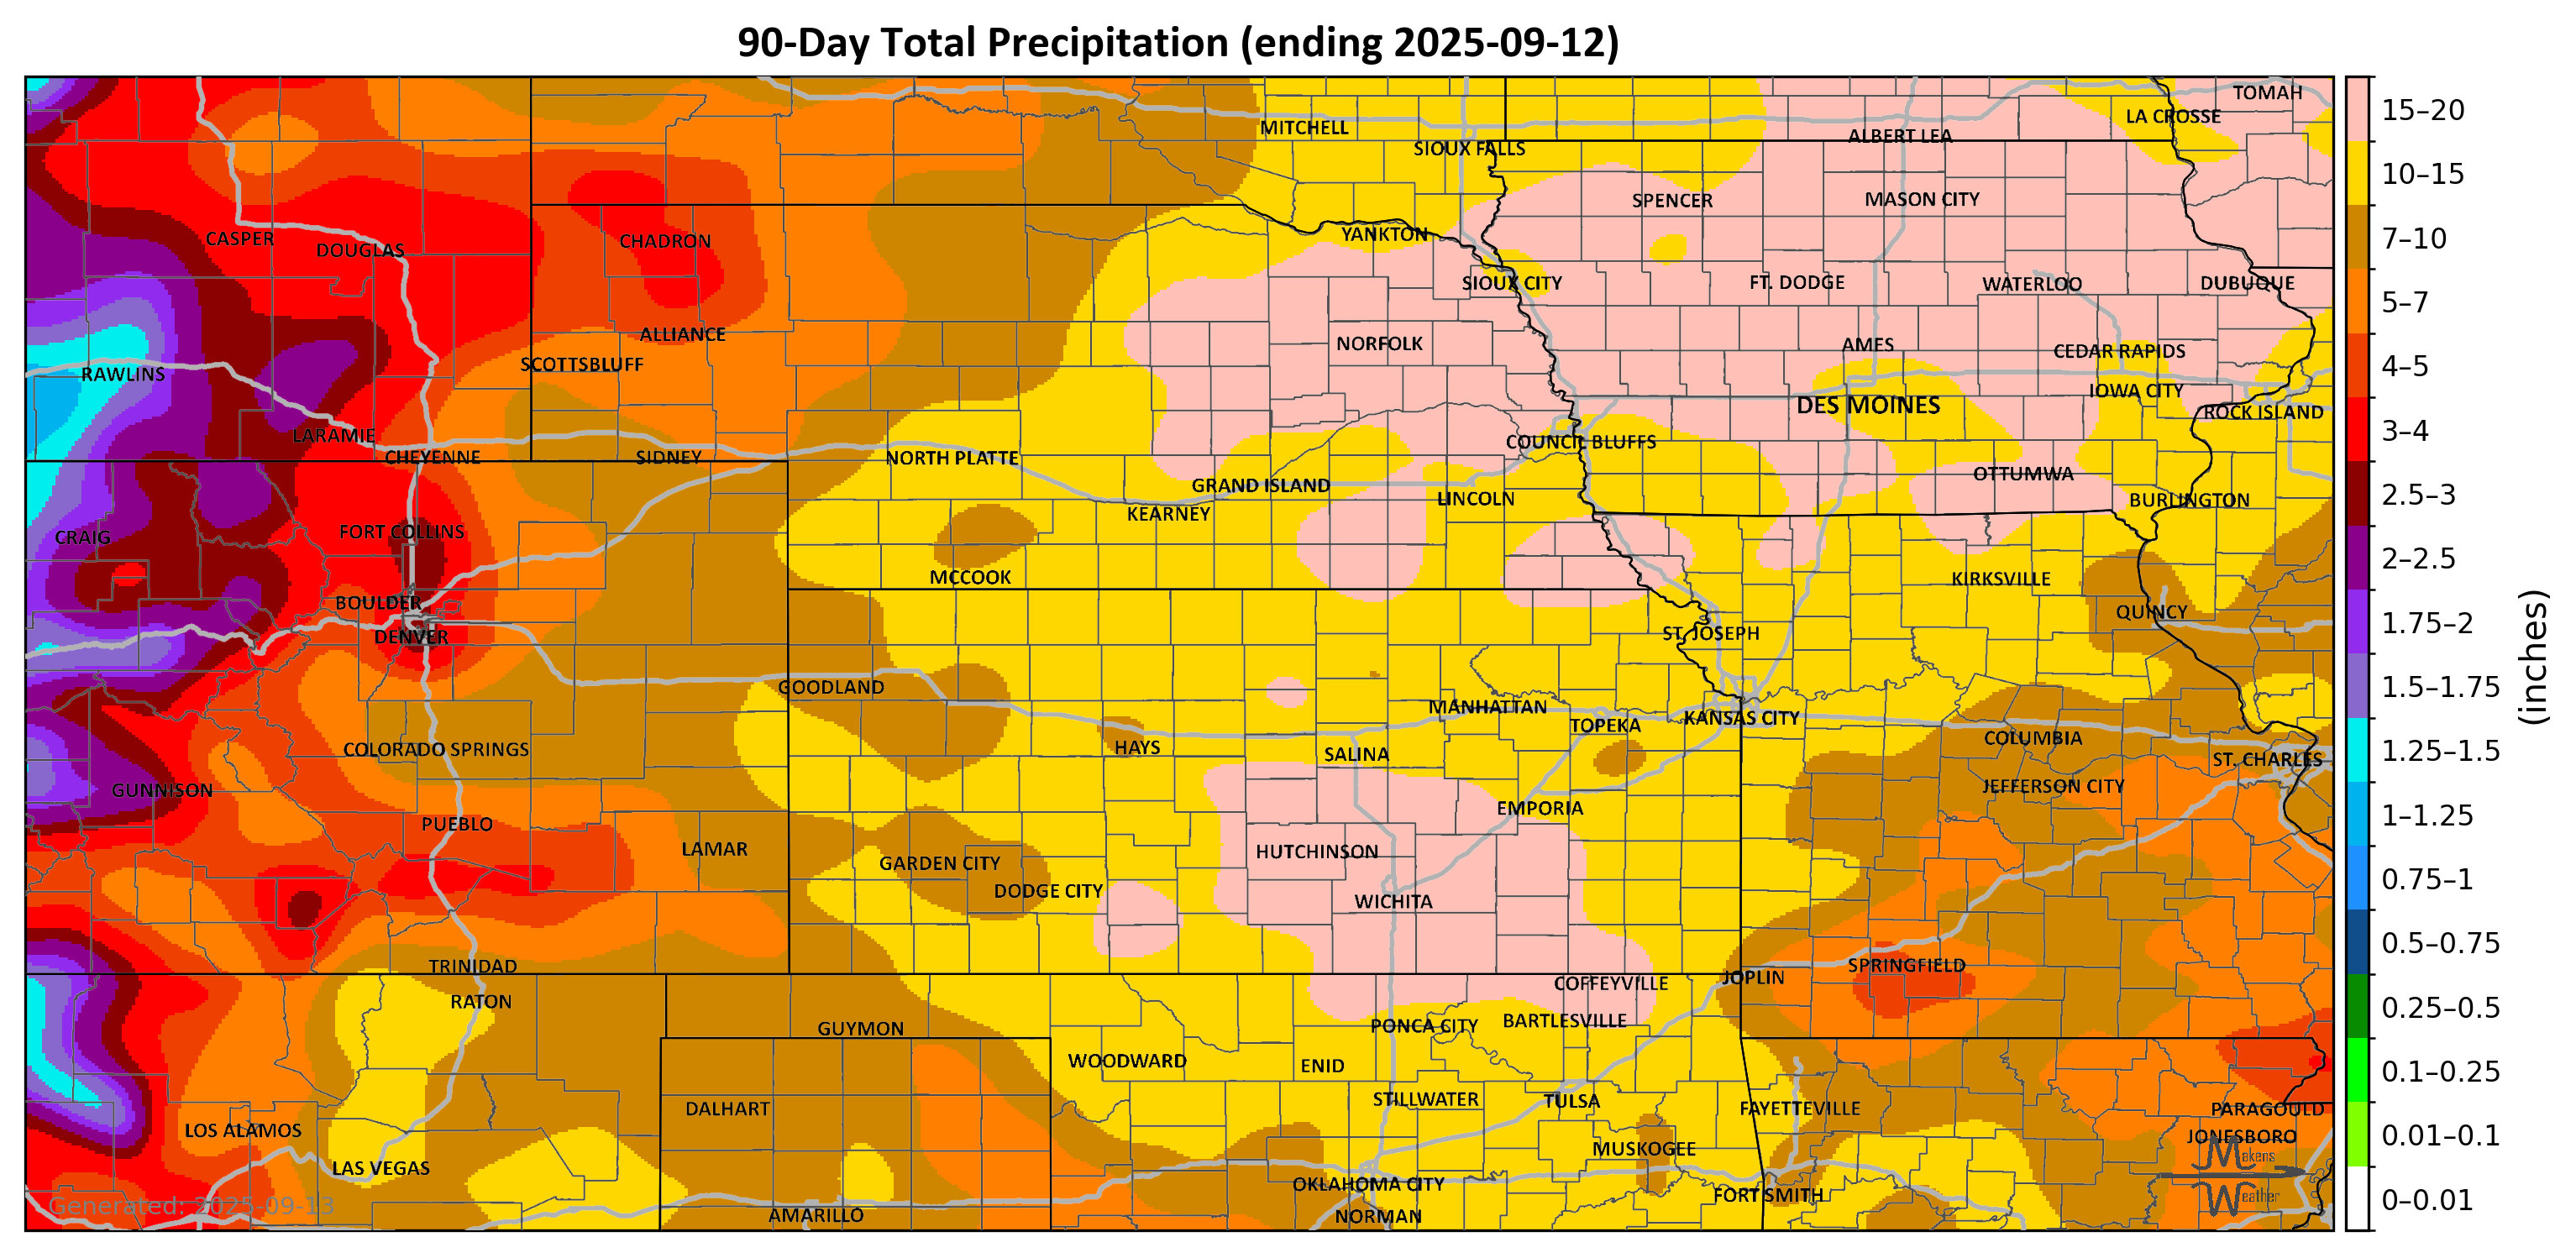 90-Day Total Precipitation (ending 2025-09-12)
TOMAH
LA CROSSE
MITCHELL
ALBERT LEA
SIOUX FALLS
SPENCER
MASON CITY
CASPER
DOUGLAS
CHADRON
YANKTON
SIOUX CITY
FT. DODGE
WATERLOO
DUBUQUE
ALLIANCE
NORFOLK
AMES
CEDAR RAPIDS
SCOTTSBLUFF
RAWLINS
IOWA CITY
DES MOINES
ROCK ISLAND
LARAMIE
COUNCIL BLUFFS
CHEYENNE
SIDNEY
NORTH PLATTE
OTTUMWA
GRAND ISLAND
LINCOLN
BURLINGTON
KEARNEY
FORT COLLINS
CRAIG
MCCOOK
KIRKSVILLE
BOULDER
QUINCY
DENVER
ST. JOSEPH
GOODLAND
MANHATTAN
TOPEKA
KANSAS CITY
COLUMBIA
COLORADO SPRINGS
HAYS
SALINA
ST. CHARLES
GUNNISON
JEFFERSON CITY
EMPORIA
PUEBLO
LAMAR
HUTCHINSON
GARDEN CITY
DODGE CITY
WICHITA
TRINIDAD
SPRINGFIELD
COFFEYVILLE
JOPLIN
RATON
GUYMON
PONCA CITY
BARTLESVILLE
WOODWARD
ENID
STILLWATER
TULSA
DALHART
FAYETTEVILLE
PARAGOULD
LOS ALAMOS
JONESBORO
MUSKOGEE
Makens
LAS VEGAS
OKLAHOMA CITY
FORT SMITH
Weather
Generated: 2025-09-13
AMARILLO
NORMAN
15–20
10–15
7–10
5–7
4–5
3–4
2.5–3
2–2.5
1.75–2
1.5–1.75
1.25–1.5
1–1.25
0.75–1
0.5–0.75
0.25–0.5
0.1–0.25
0.01–0.1
0–0.01
(inches)